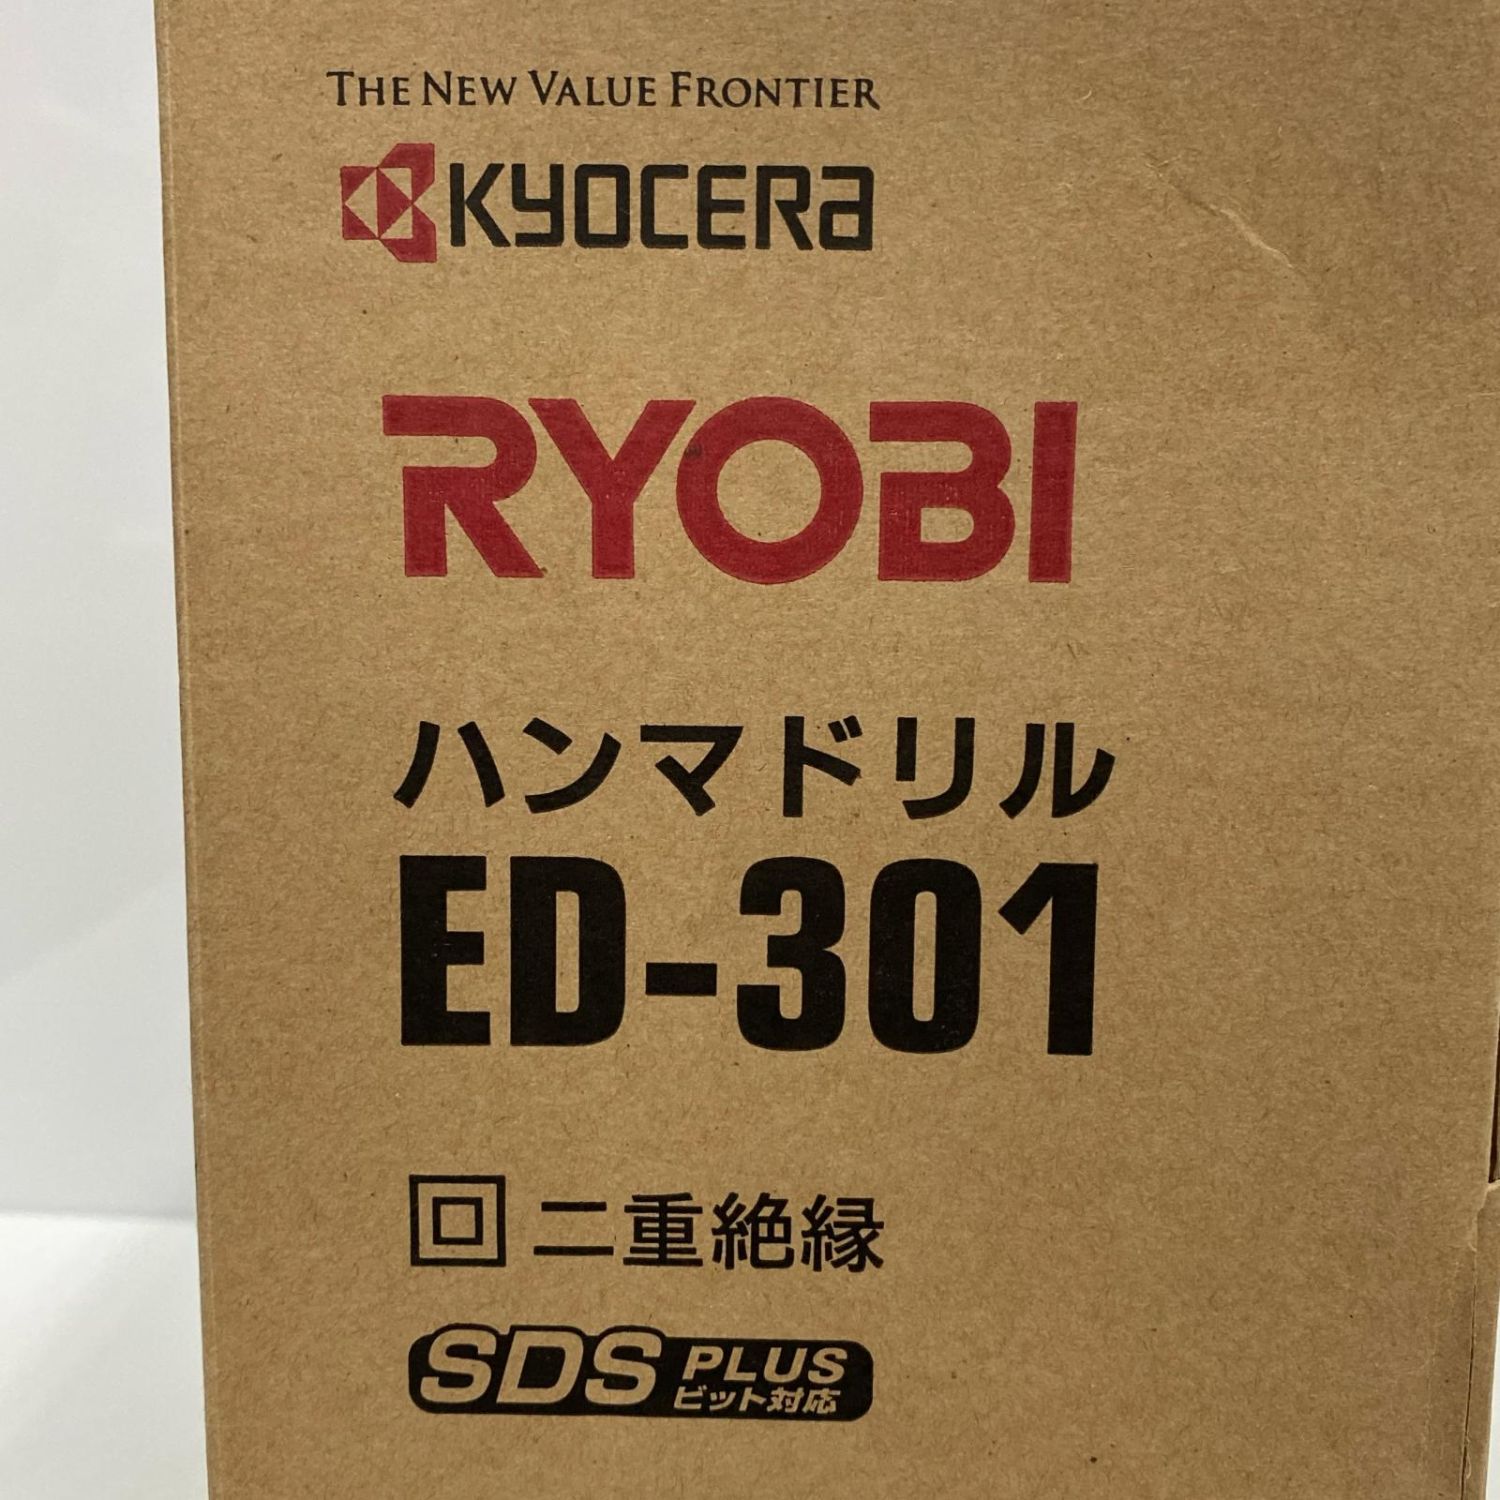 THE NEW VALUE FRONTIER
KYOCERA
RYOBI
ハンマドリル
ED-301
回 二重絶縁
SDS PLUS
ビット対応